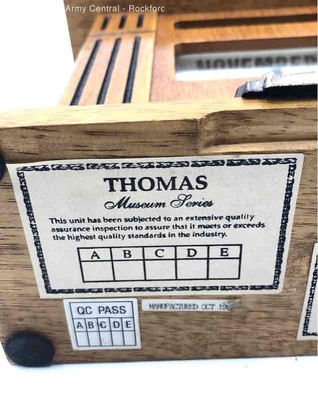 Army Central - Rockforc
NOVEMBER
THOMAS
Museum Series
This unit has been subjected to an extensive quality
assurance inspection to assure that it meets or exceeds
the highest quality standards in the industry.
A B C D E
QC PASS
A B C D E
MANUFACTURED OCT